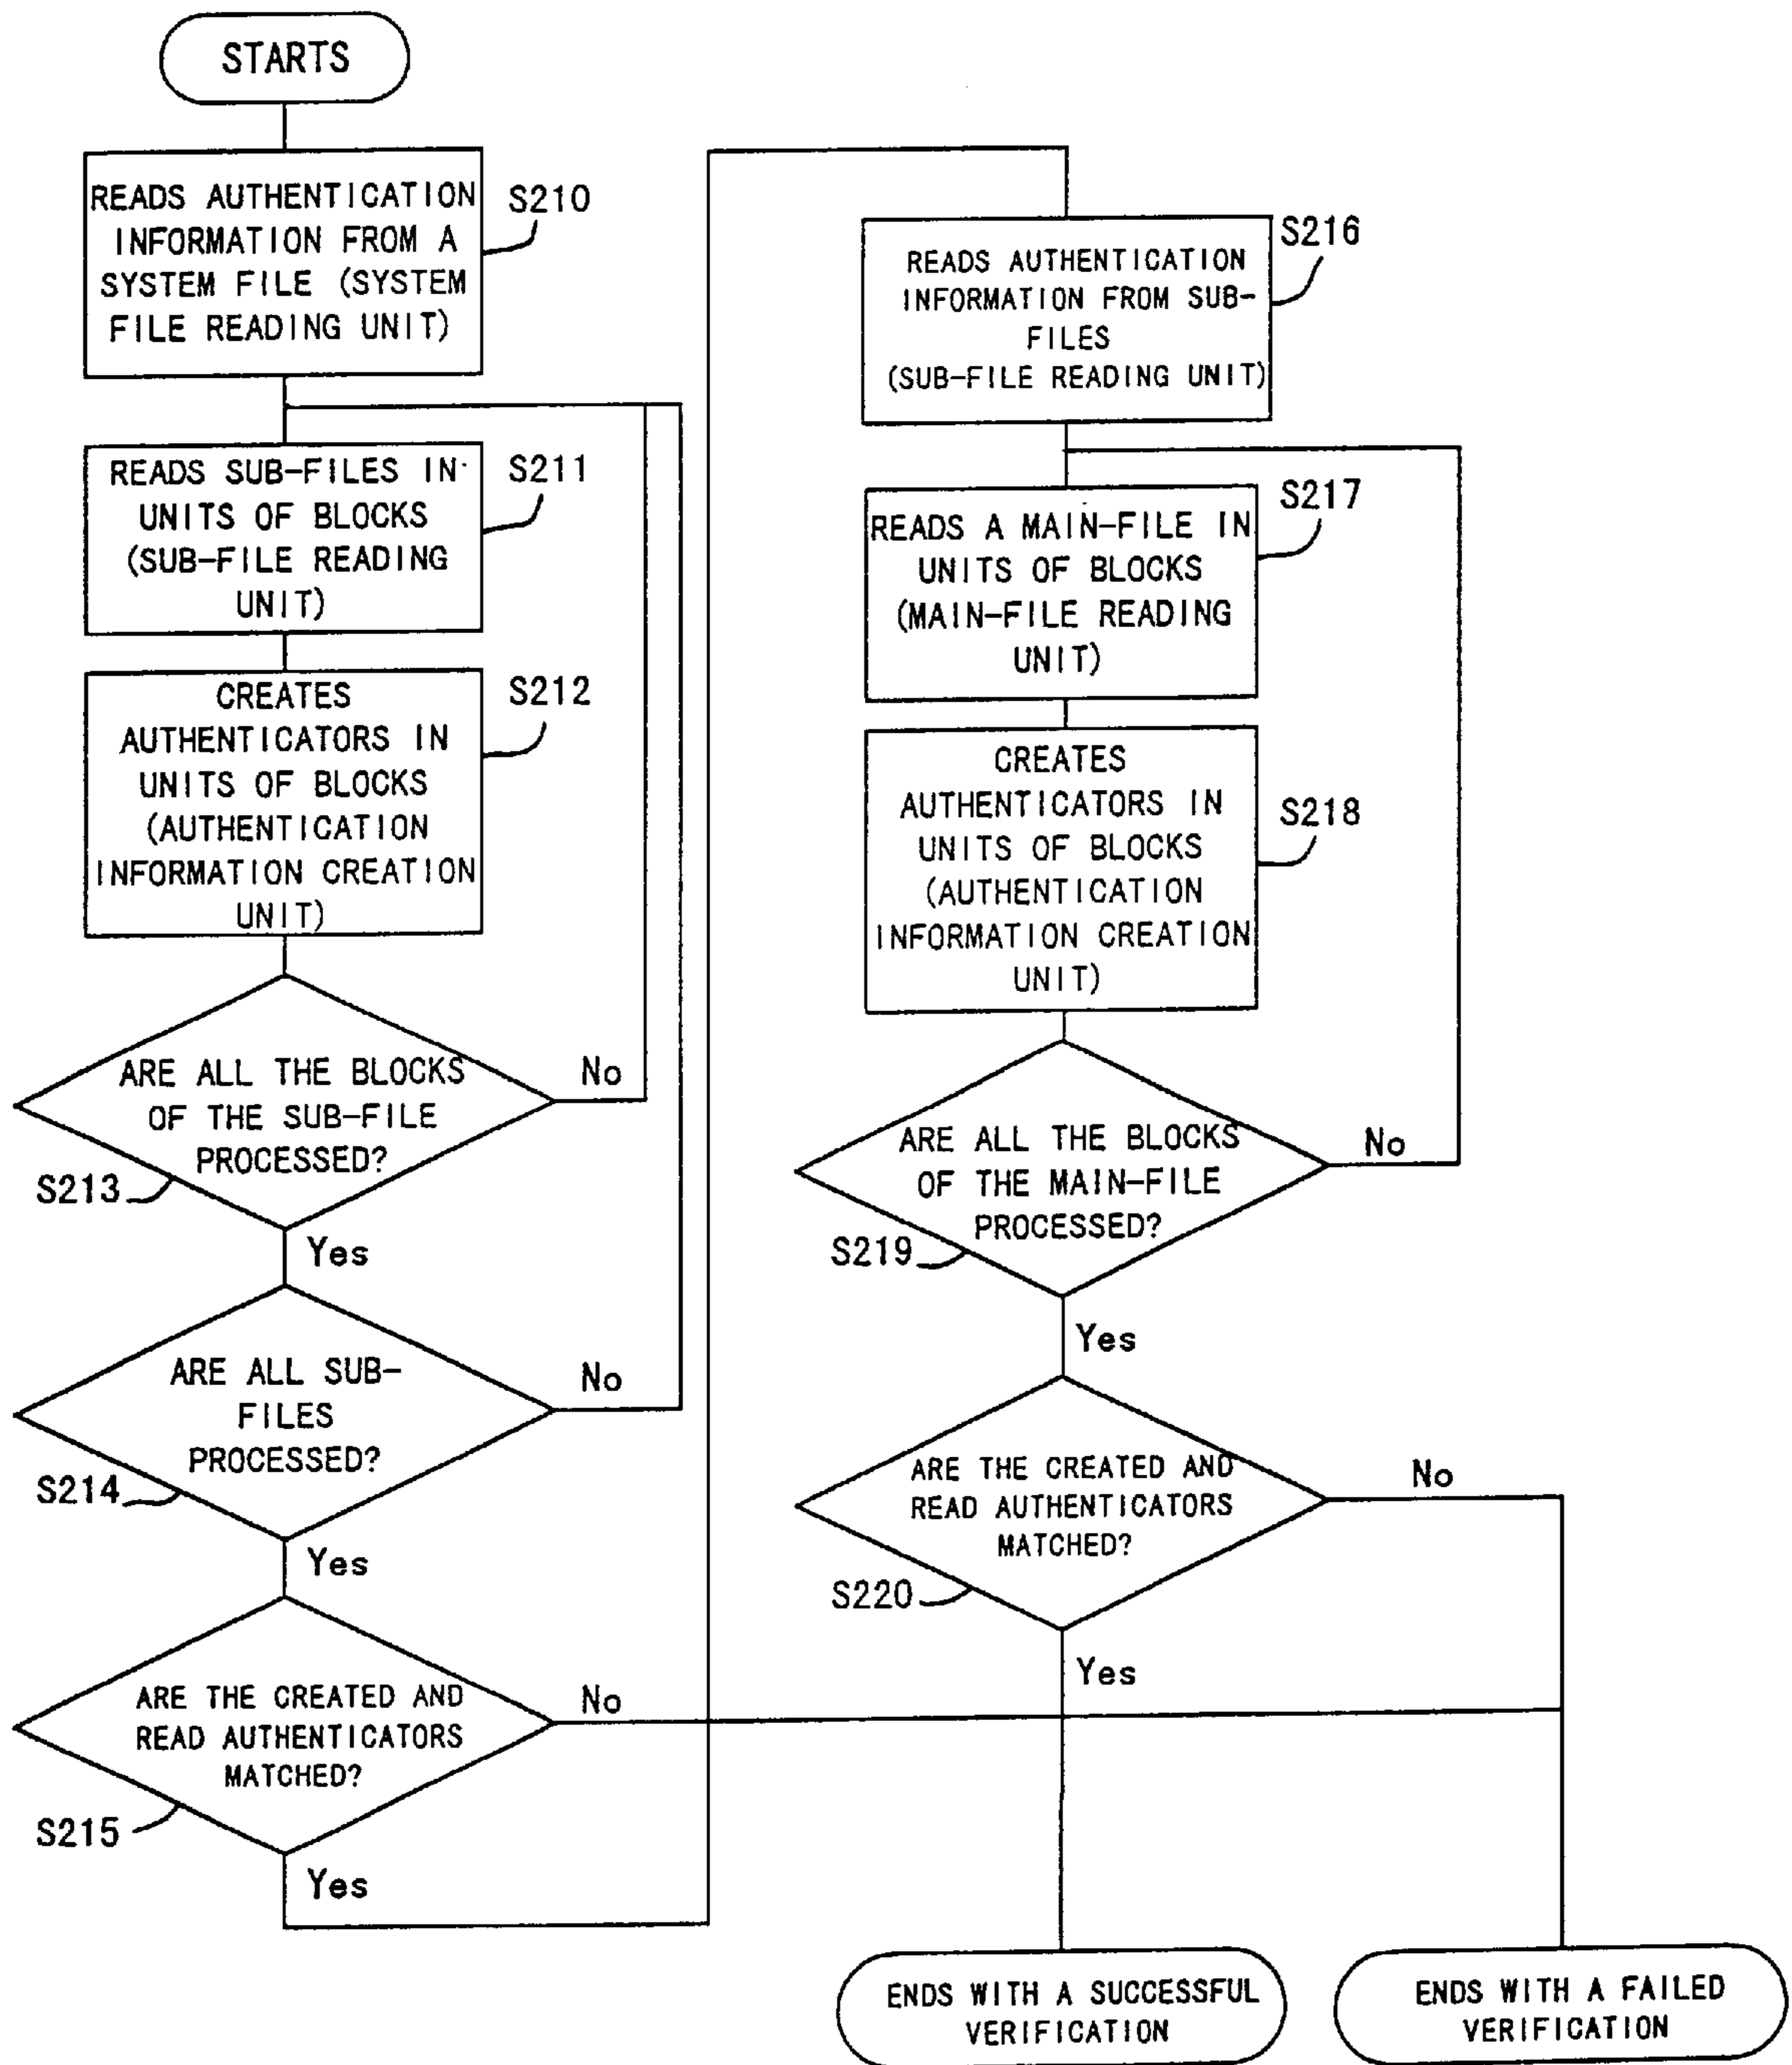 STARTS
READS AUTHENTICATION
INFORMATION FROM A
SYSTEM FILE (SYSTEM
FILE READING UNIT)
S210
READS SUB-FILES IN
UNITS OF BLOCKS
(SUB-FILE READING
UNIT)
S211
CREATES
AUTHENTICATORS IN
UNITS OF BLOCKS
(AUTHENTICATION
INFORMATION CREATION
UNIT)
S212
ARE ALL THE BLOCKS
OF THE SUB-FILE
PROCESSED?
No
S213
Yes
ARE ALL SUB-
FILES
PROCESSED?
No
S214
Yes
ARE THE CREATED AND
READ AUTHENTICATORS
MATCHED?
No
S215
Yes
READS AUTHENTICATION
INFORMATION FROM SUB-
FILES
(SUB-FILE READING UNIT)
S216
READS A MAIN-FILE IN
UNITS OF BLOCKS
(MAIN-FILE READING
UNIT)
S217
CREATES
AUTHENTICATORS IN
UNITS OF BLOCKS
(AUTHENTICATION
INFORMATION CREATION
UNIT)
S218
ARE ALL THE BLOCKS
OF THE MAIN-FILE
PROCESSED?
No
S219
Yes
ARE THE CREATED AND
READ AUTHENTICATORS
MATCHED?
No
S220
Yes
ENDS WITH A SUCCESSFUL
VERIFICATION
ENDS WITH A FAILED
VERIFICATION